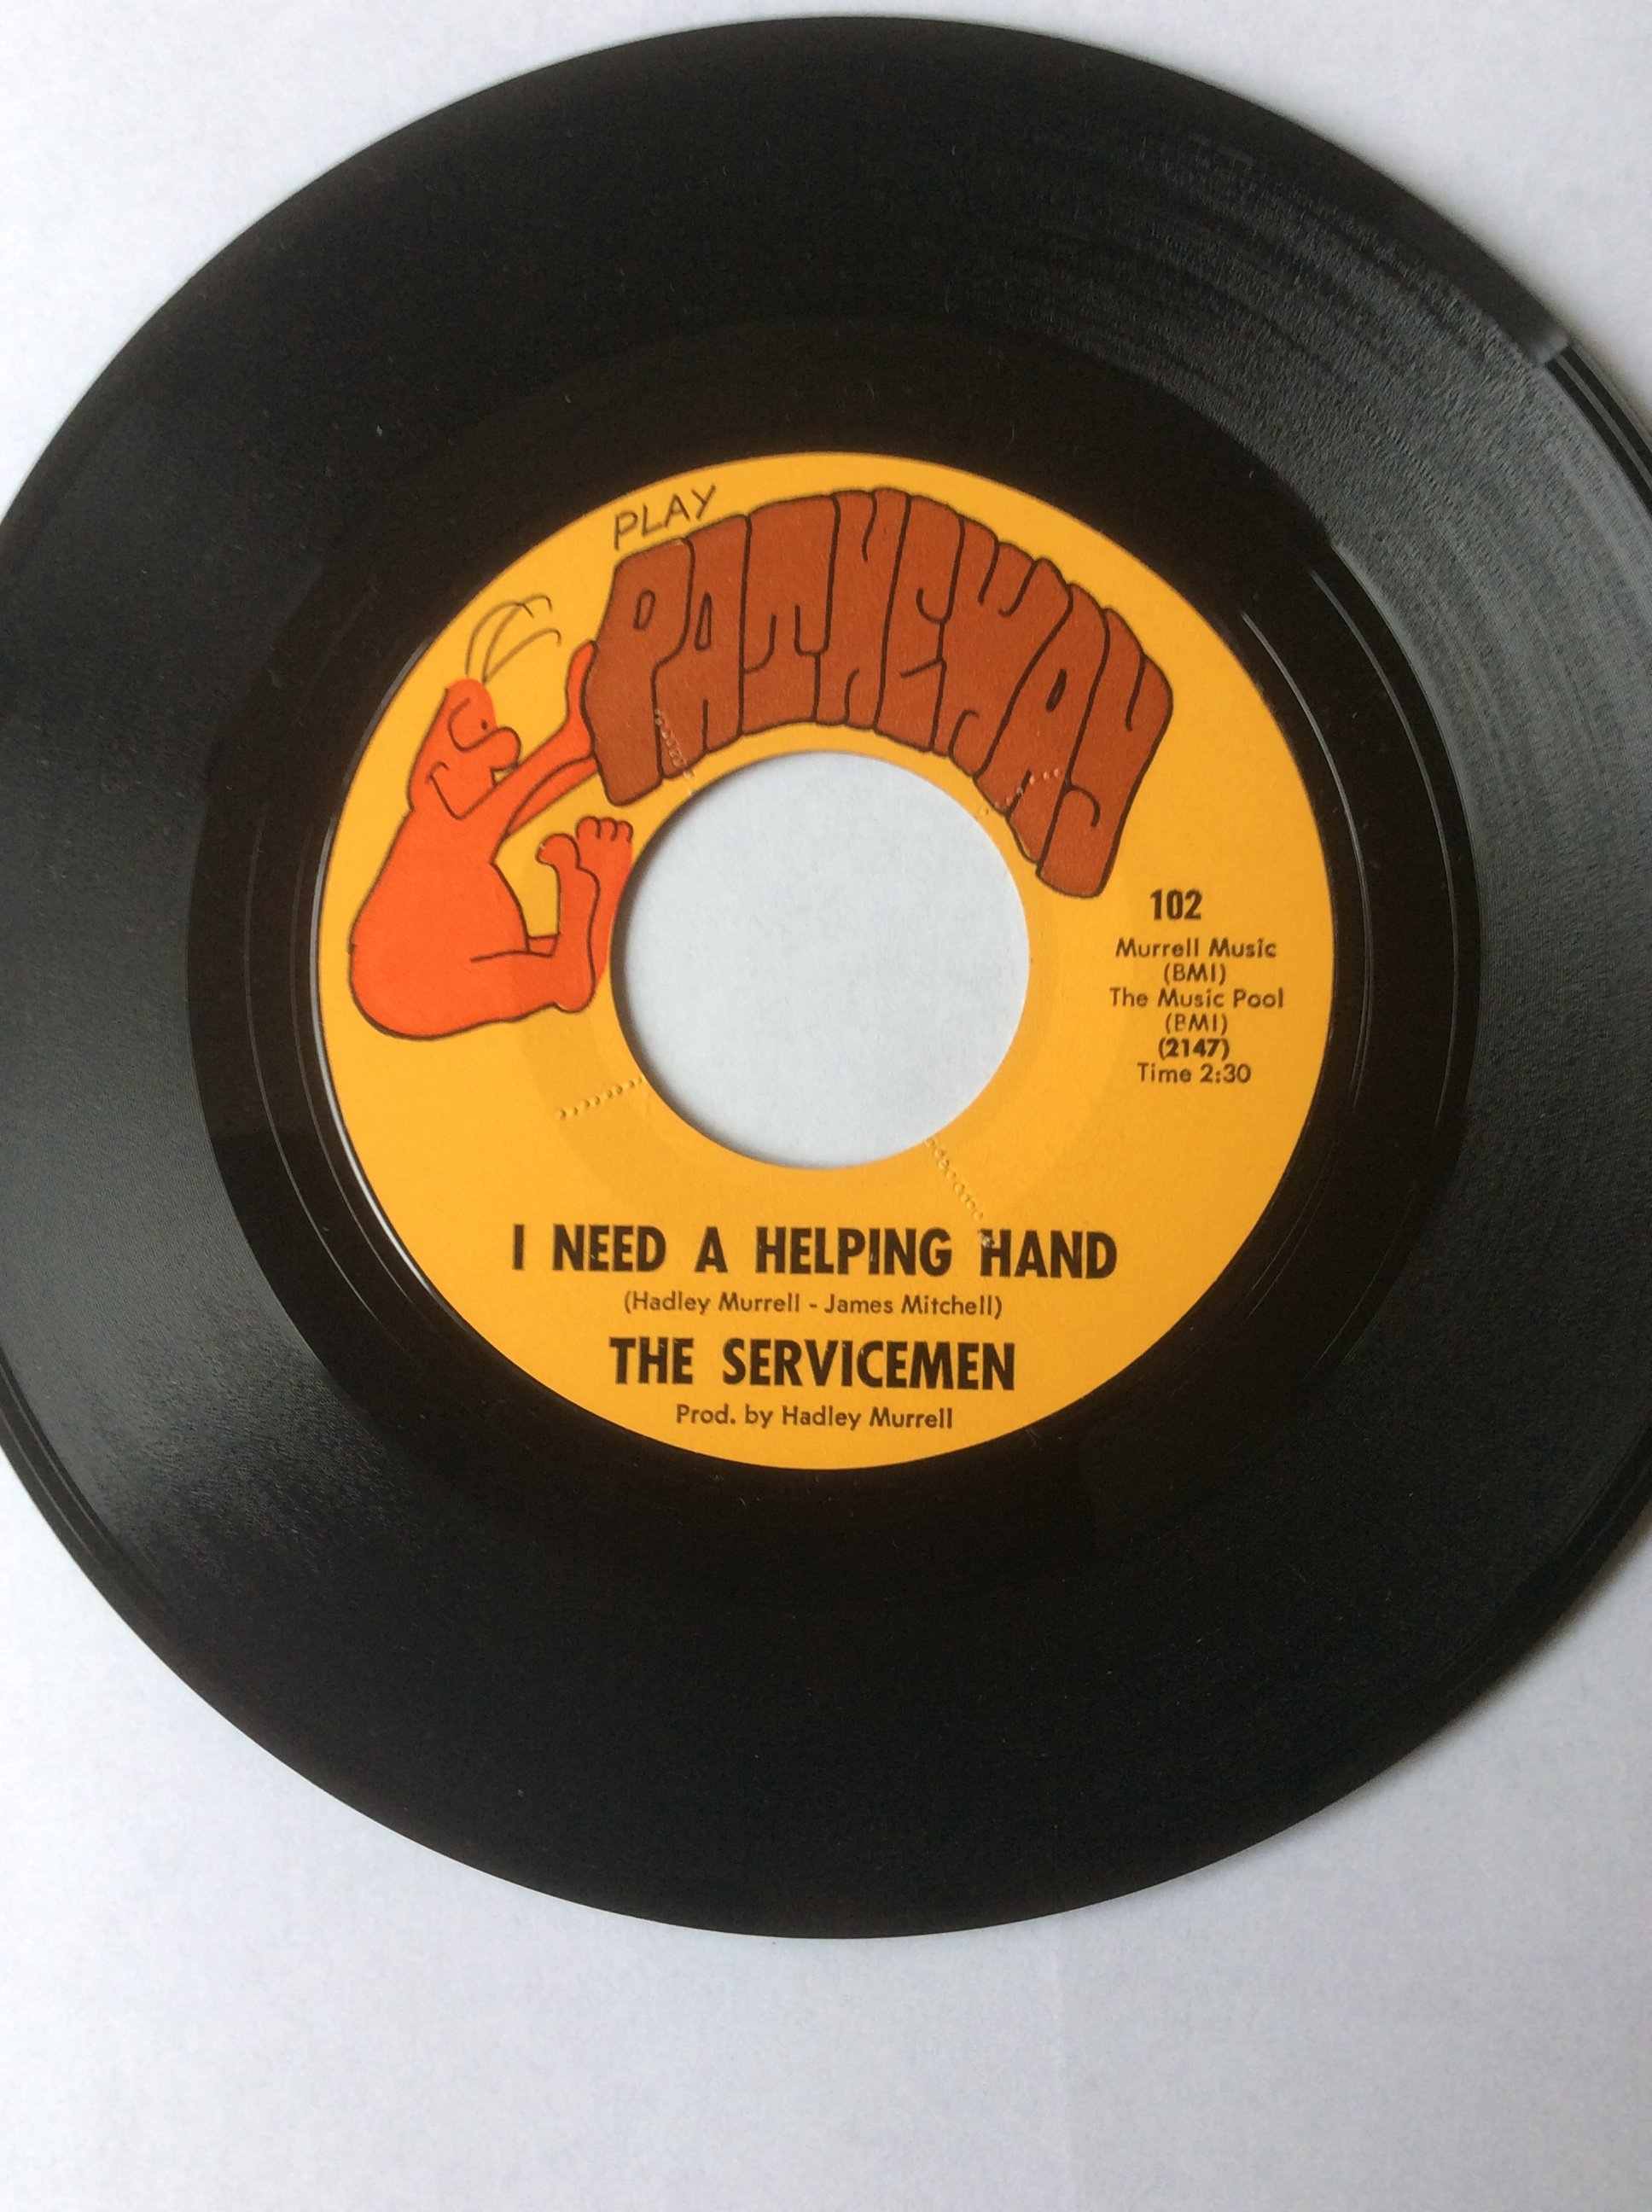 PLAY
PATHEWAY
102
Murrell Music
(BMI)
The Music Pool
(BMI)
(2147)
Time 2:30
I NEED A HELPING HAND
(Hadley Murrell - James Mitchell)
THE SERVICEMEN
Prod. by Hadley Murrell